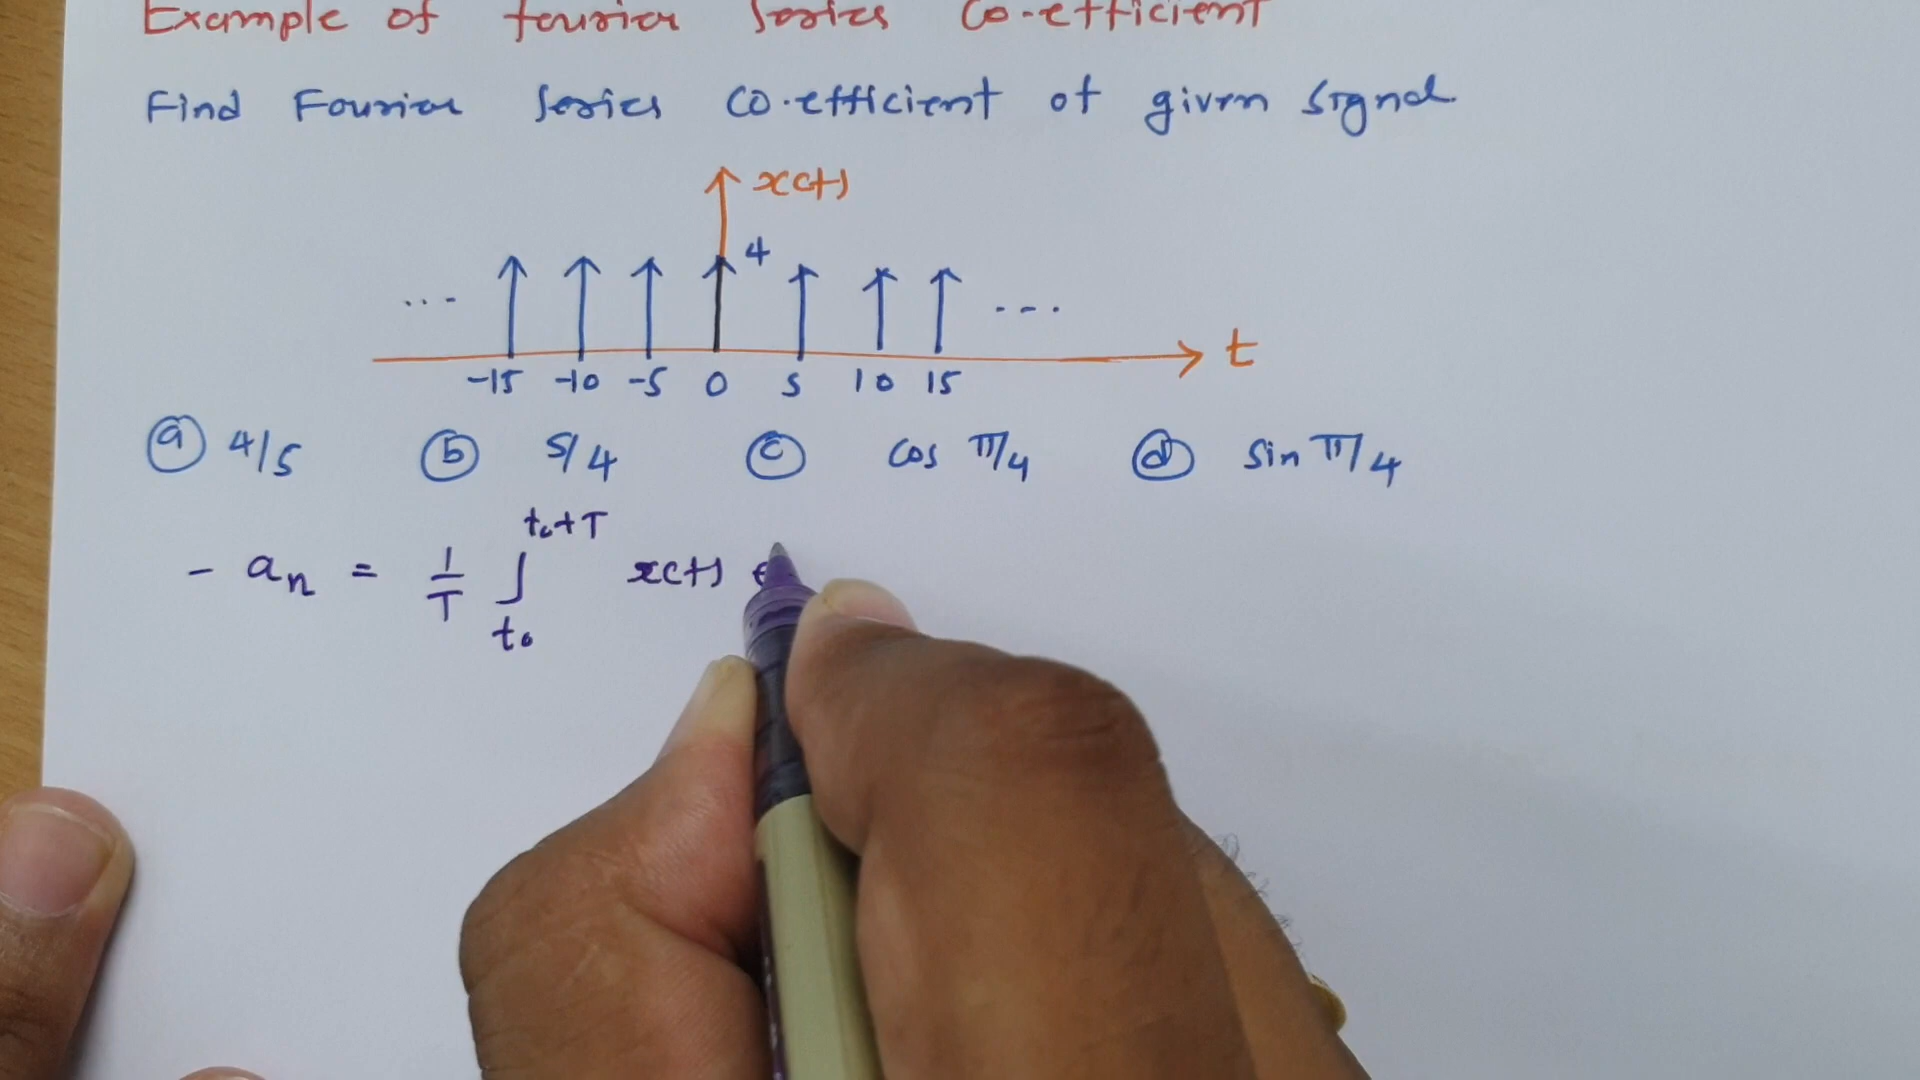 Example of fourier series co-efficient
Find Fourier series co-efficient of given signal
x(t)
4
... ...
t
-15 -10 -5 0 5 10 15
ⓐ 4/5 ⓑ 5/4 ⓒ cos π/4 ⓓ sin π/4
t₀+T
- aₙ = 1/T ∫ x(t) e
t₀